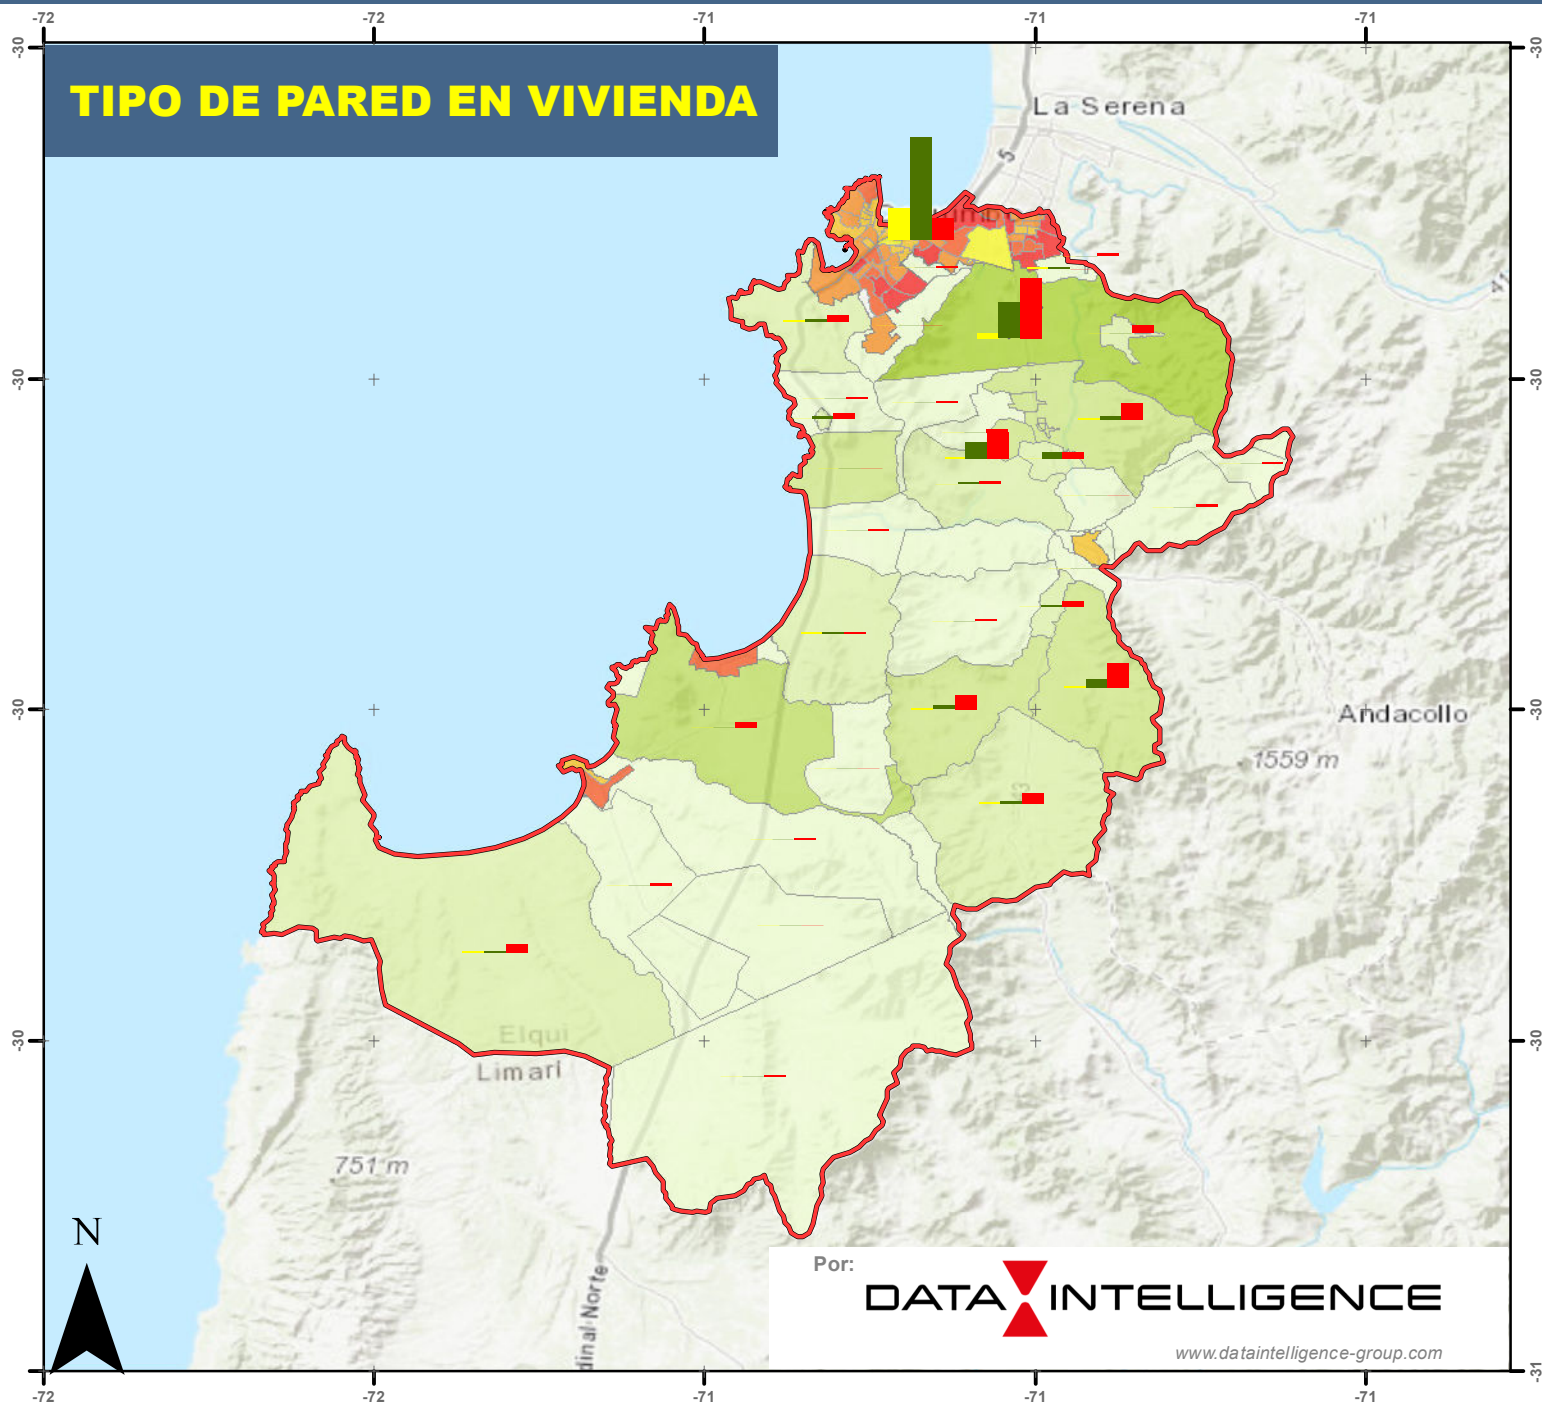 -72 -72 -71 -71 -71
-30 -30
TIPO DE PARED EN VIVIENDA
La Serena
5
41
-30 -30
-30 -30
Andacollo
1559 m
-30 -30
Elqui
Limarí
751 m
N
Por:
DATA INTELLIGENCE
www.dataintelligence-group.com
-31
-72 -72 -71 -71 -71